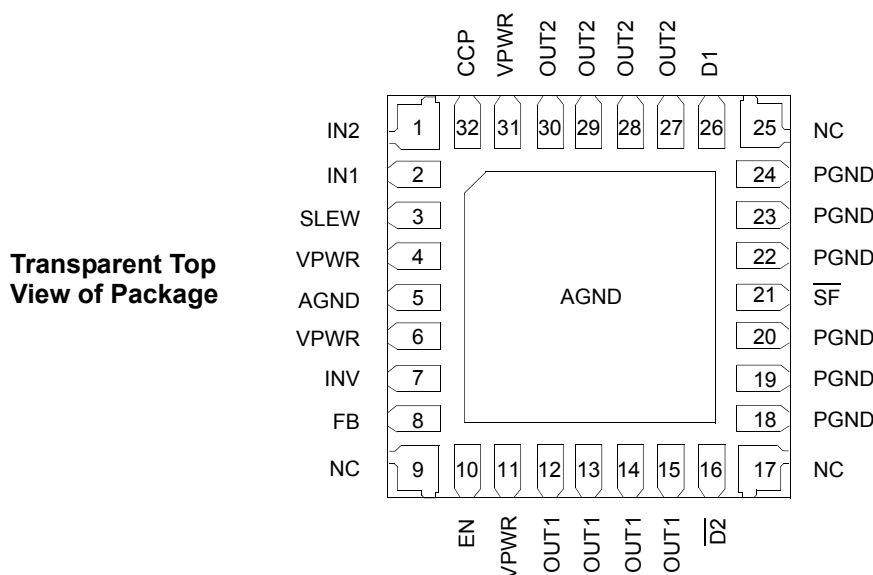 CCP VPWR OUT2 OUT2 OUT2 OUT2 D1
32 31 30 29 28 27 26
IN2 1 25 NC
IN1 2 24 PGND
SLEW 3 23 PGND
Transparent Top
View of Package
VPWR 4 22 PGND
AGND 5 AGND 21 S̅F̅
VPWR 6 20 PGND
INV 7 19 PGND
FB 8 18 PGND
NC 9 17 NC
10 11 12 13 14 15 16
EN VPWR OUT1 OUT1 OUT1 OUT1 D̅2̅